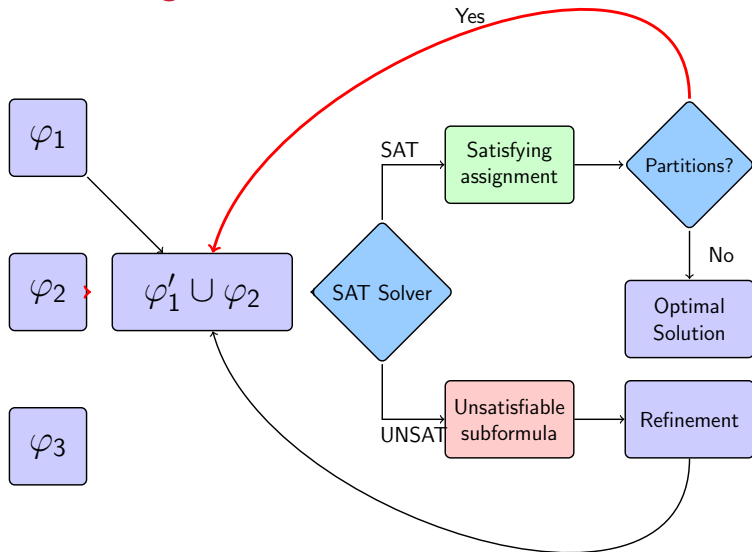 Yes
φ1
SAT
Satisfying
assignment
Partitions?
φ2
φ′1 ∪ φ2
SAT Solver
No
Optimal
Solution
UNSAT
Unsatisfiable
subformula
Refinement
φ3